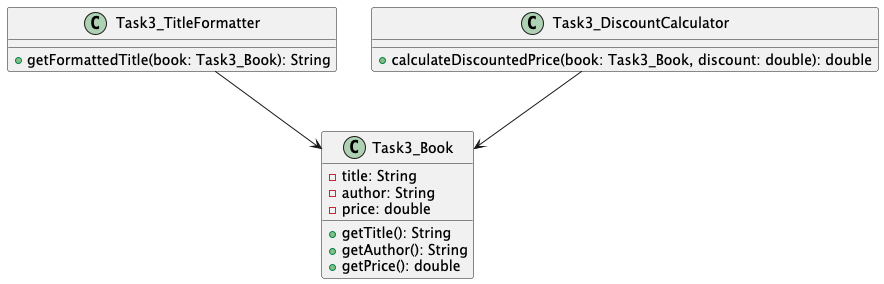 C Task3_TitleFormatter
getFormattedTitle(book: Task3_Book): String
C Task3_DiscountCalculator
calculateDiscountedPrice(book: Task3_Book, discount: double): double
C Task3_Book
title: String
author: String
price: double
getTitle(): String
getAuthor(): String
getPrice(): double